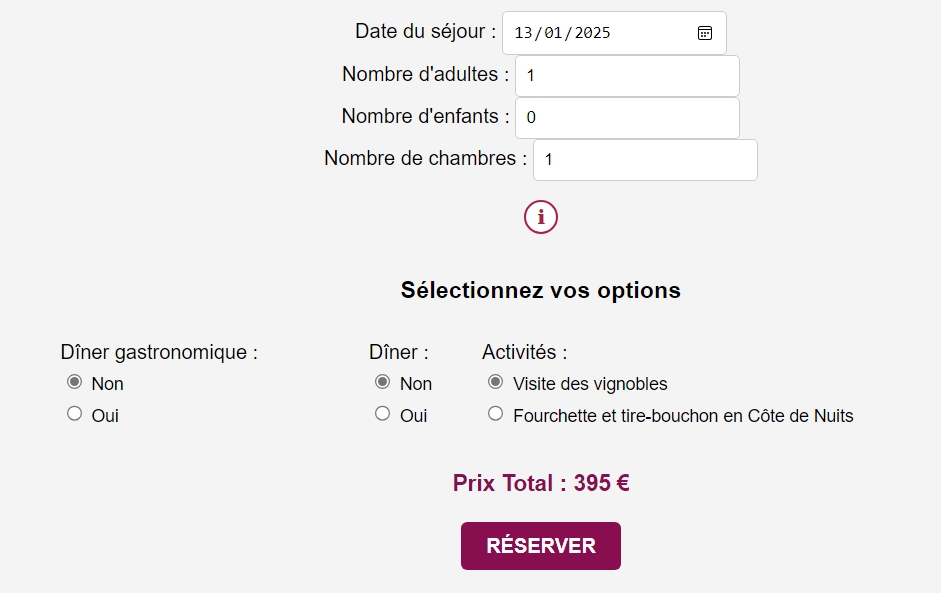 Date du séjour : 13/01/2025
Nombre d'adultes : 1
Nombre d'enfants : 0
Nombre de chambres : 1
i
Sélectionnez vos options
Dîner gastronomique :
Non
Oui
Dîner :
Non
Oui
Activités :
Visite des vignobles
Fourchette et tire-bouchon en Côte de Nuits
Prix Total : 395 €
RÉSERVER